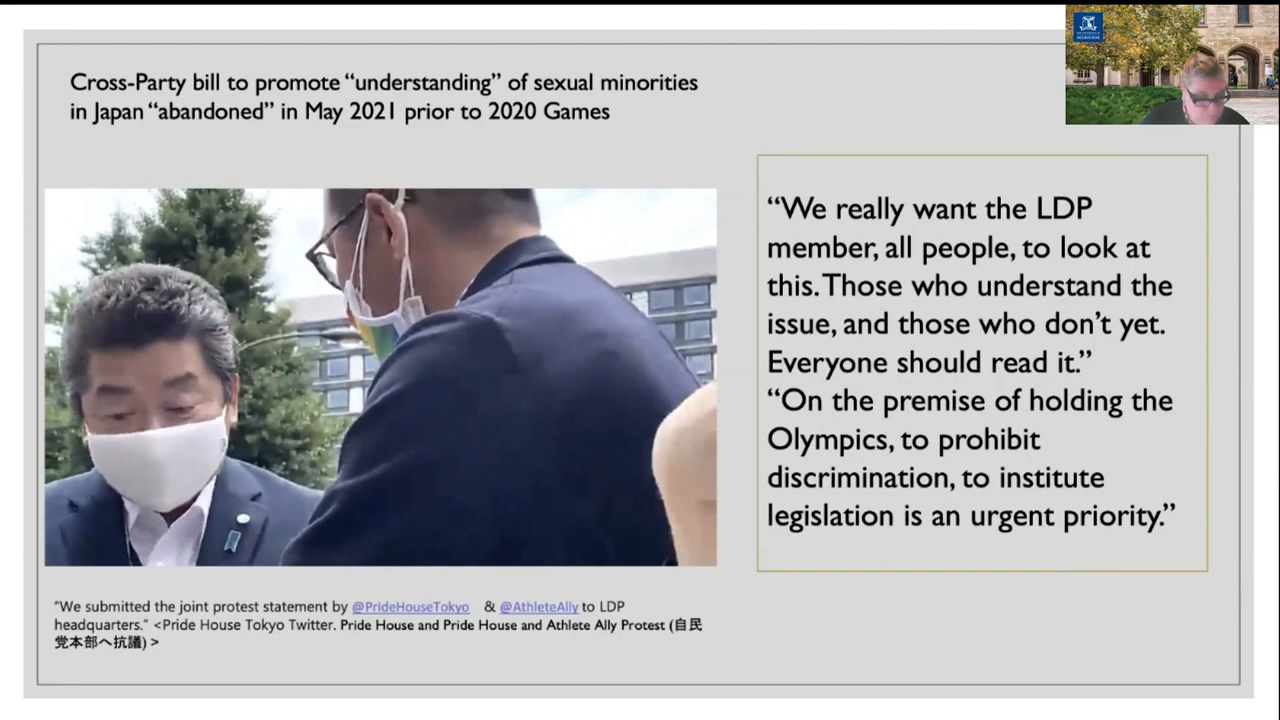 Cross-Party bill to promote “understanding” of sexual minorities
in Japan “abandoned” in May 2021 prior to 2020 Games
“We really want the LDP
member, all people, to look at
this. Those who understand the
issue, and those who don’t yet.
Everyone should read it.”
“On the premise of holding the
Olympics, to prohibit
discrimination, to institute
legislation is an urgent priority.”
“We submitted the joint protest statement by @PrideHouseTokyo & @AthleteAlly to LDP
headquarters.” <Pride House Tokyo Twitter. Pride House and Pride House and Athlete Ally Protest (自民
党本部へ抗議) >